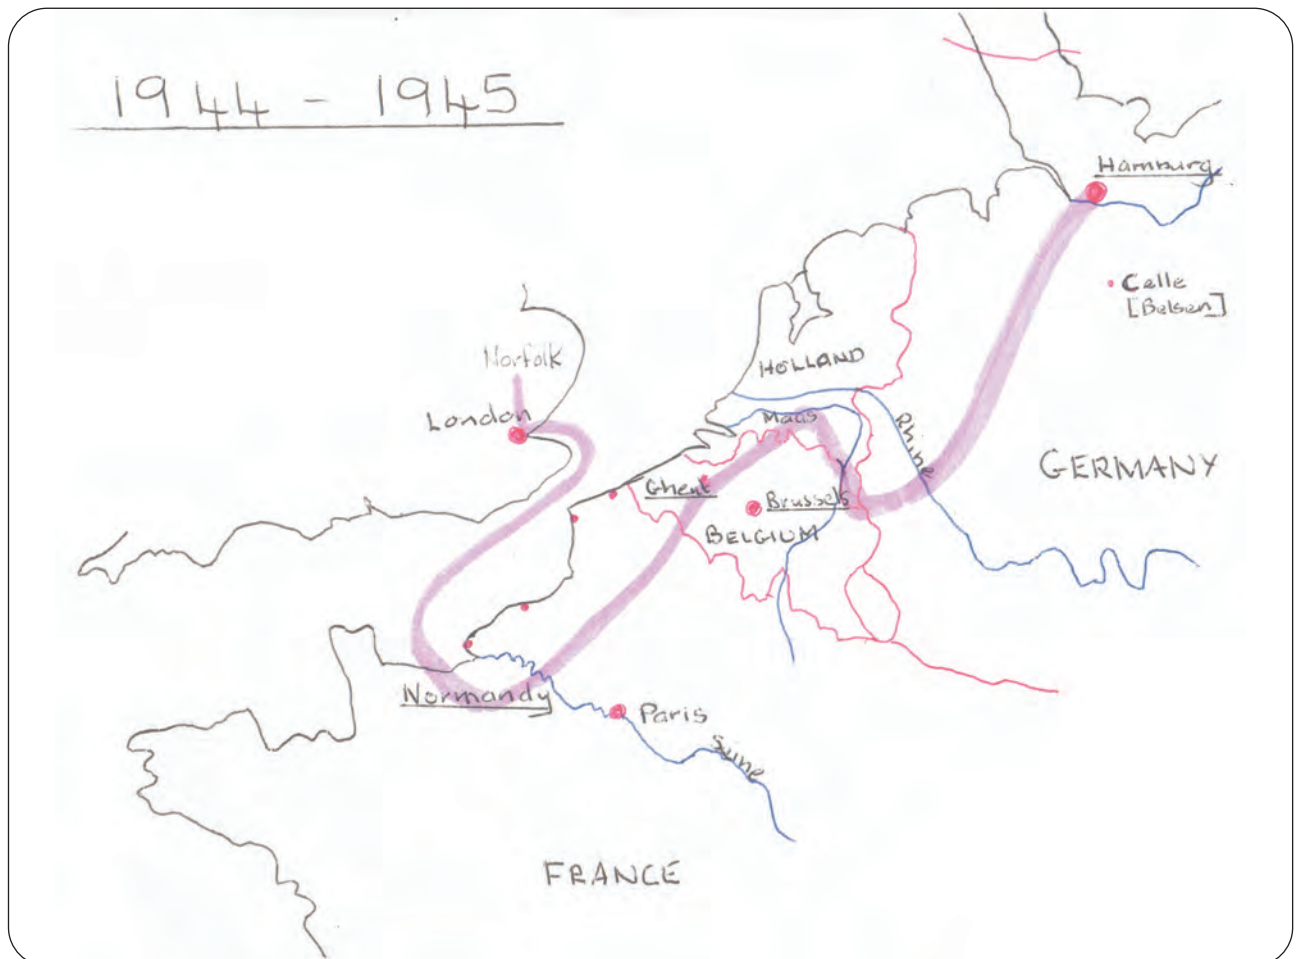 1944 - 1945
Hamburg
Celle
[Belsen]
Norfolk
HOLLAND
London
Maas
Rhine
GERMANY
Ghent
Brussels
BELGIUM
Normandy
Paris
Seine
FRANCE